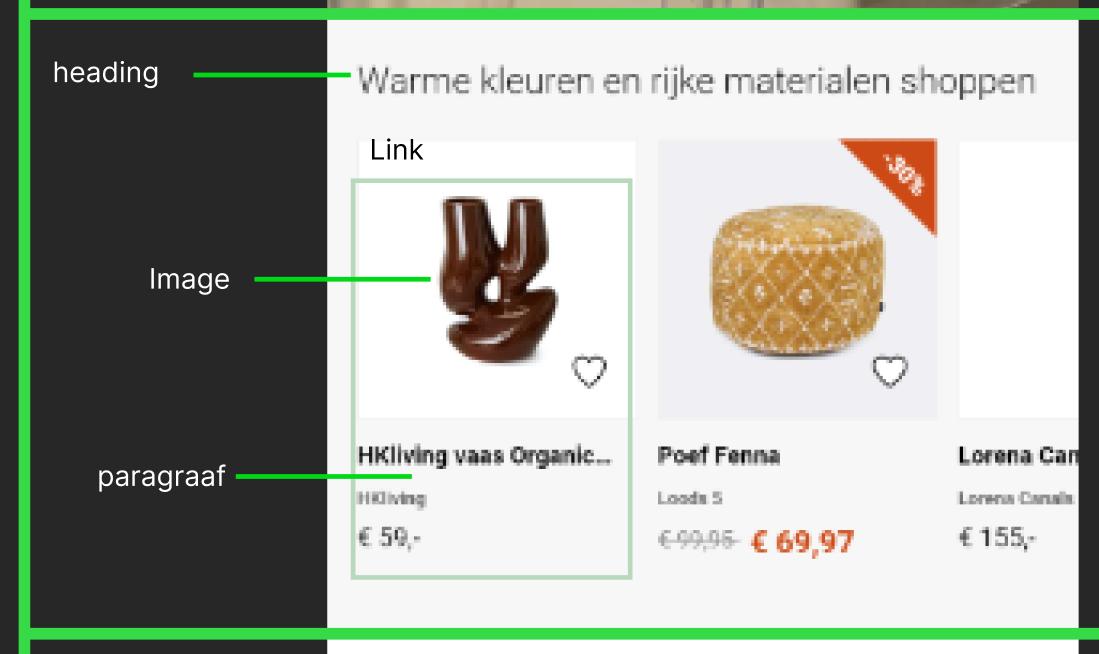 heading
Warme kleuren en rijke materialen shoppen
Link
-30%
Image
HKliving vaas Organic...
Poef Fenna
Lorena Can
paragraaf
HKliving
Loods 5
Lorena Canals
€ 59,-
€ 99,95 € 69,97
€ 155,-